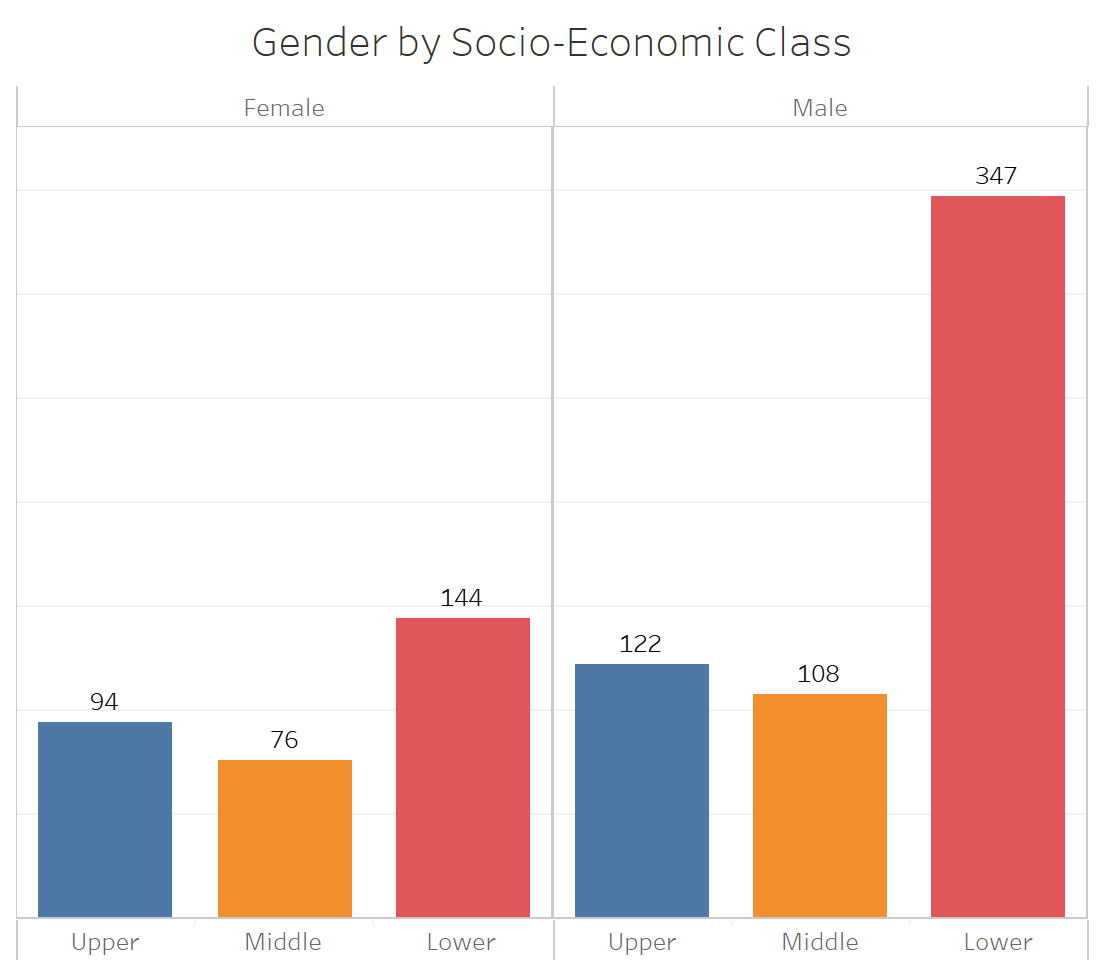 Gender by Socio-Economic Class
Female Male
347
144
122
108
94
76
Upper Middle Lower Upper Middle Lower